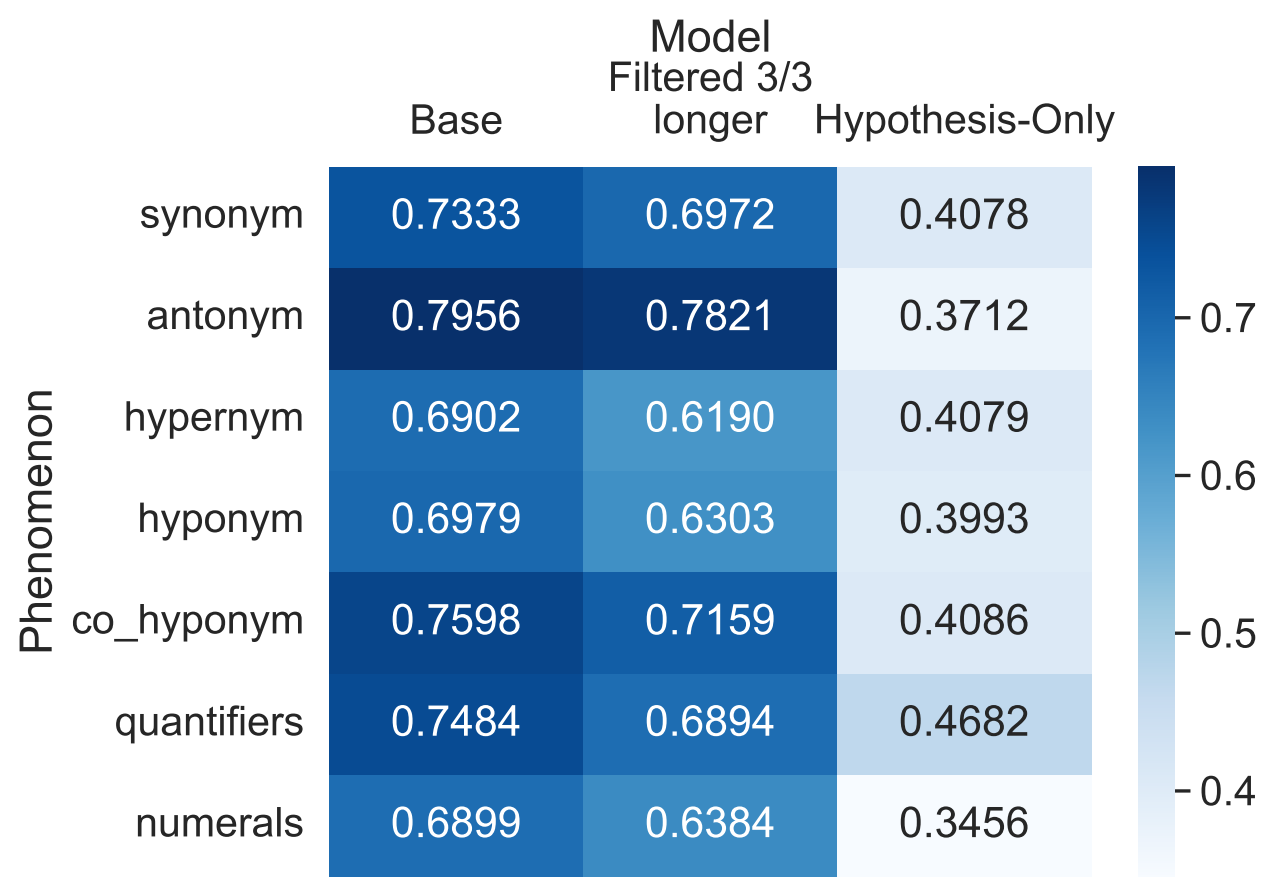 Model
Filtered 3/3
Base longer Hypothesis-Only
synonym 0.7333 0.6972 0.4078
antonym 0.7956 0.7821 0.3712
0.7
hypernym 0.6902 0.6190 0.4079
0.6
hyponym 0.6979 0.6303 0.3993
Phenomenon
co_hyponym 0.7598 0.7159 0.4086
0.5
quantifiers 0.7484 0.6894 0.4682
0.4
numerals 0.6899 0.6384 0.3456